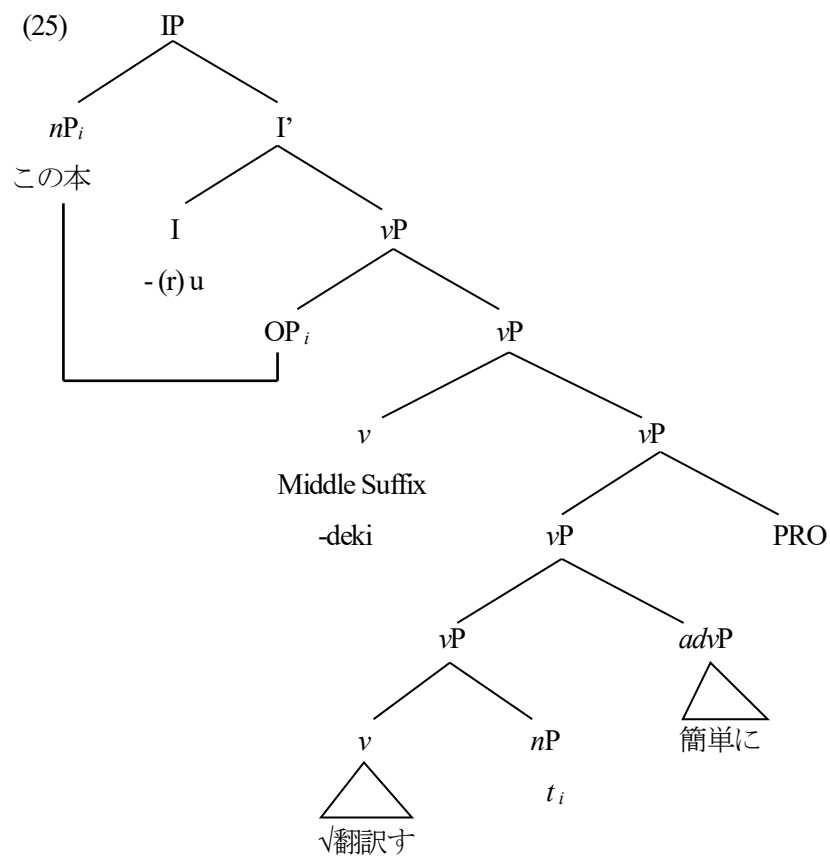 (25) IP
nPᵢ I’
この本
I vP
- (r) u
OPᵢ vP
v vP
Middle Suffix
-deki vP PRO
vP advP
v nP 簡単に
tᵢ
√翻訳す